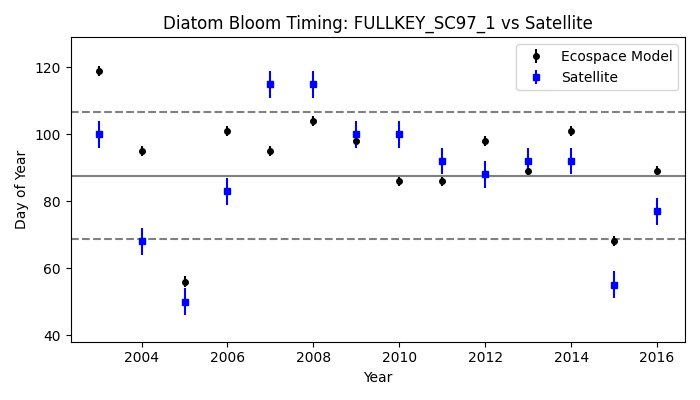 Diatom Bloom Timing: FULLKEY_SC97_1 vs Satellite
Ecospace Model
Satellite
Day of Year
120
100
80
60
40
2004
2006
2008
2010
2012
2014
2016
Year